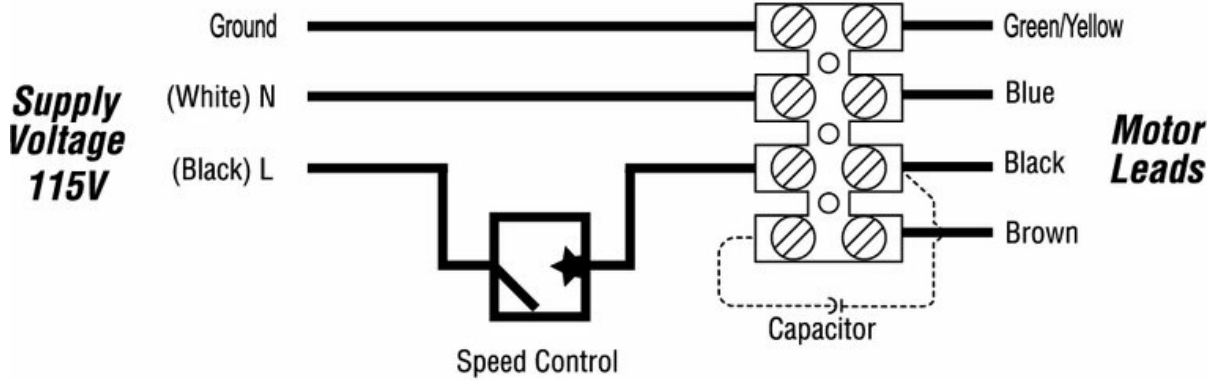 Ground
Green/Yellow
Supply
Voltage
115V
(White) N
Blue
Motor
Leads
(Black) L
Black
Brown
Capacitor
Speed Control